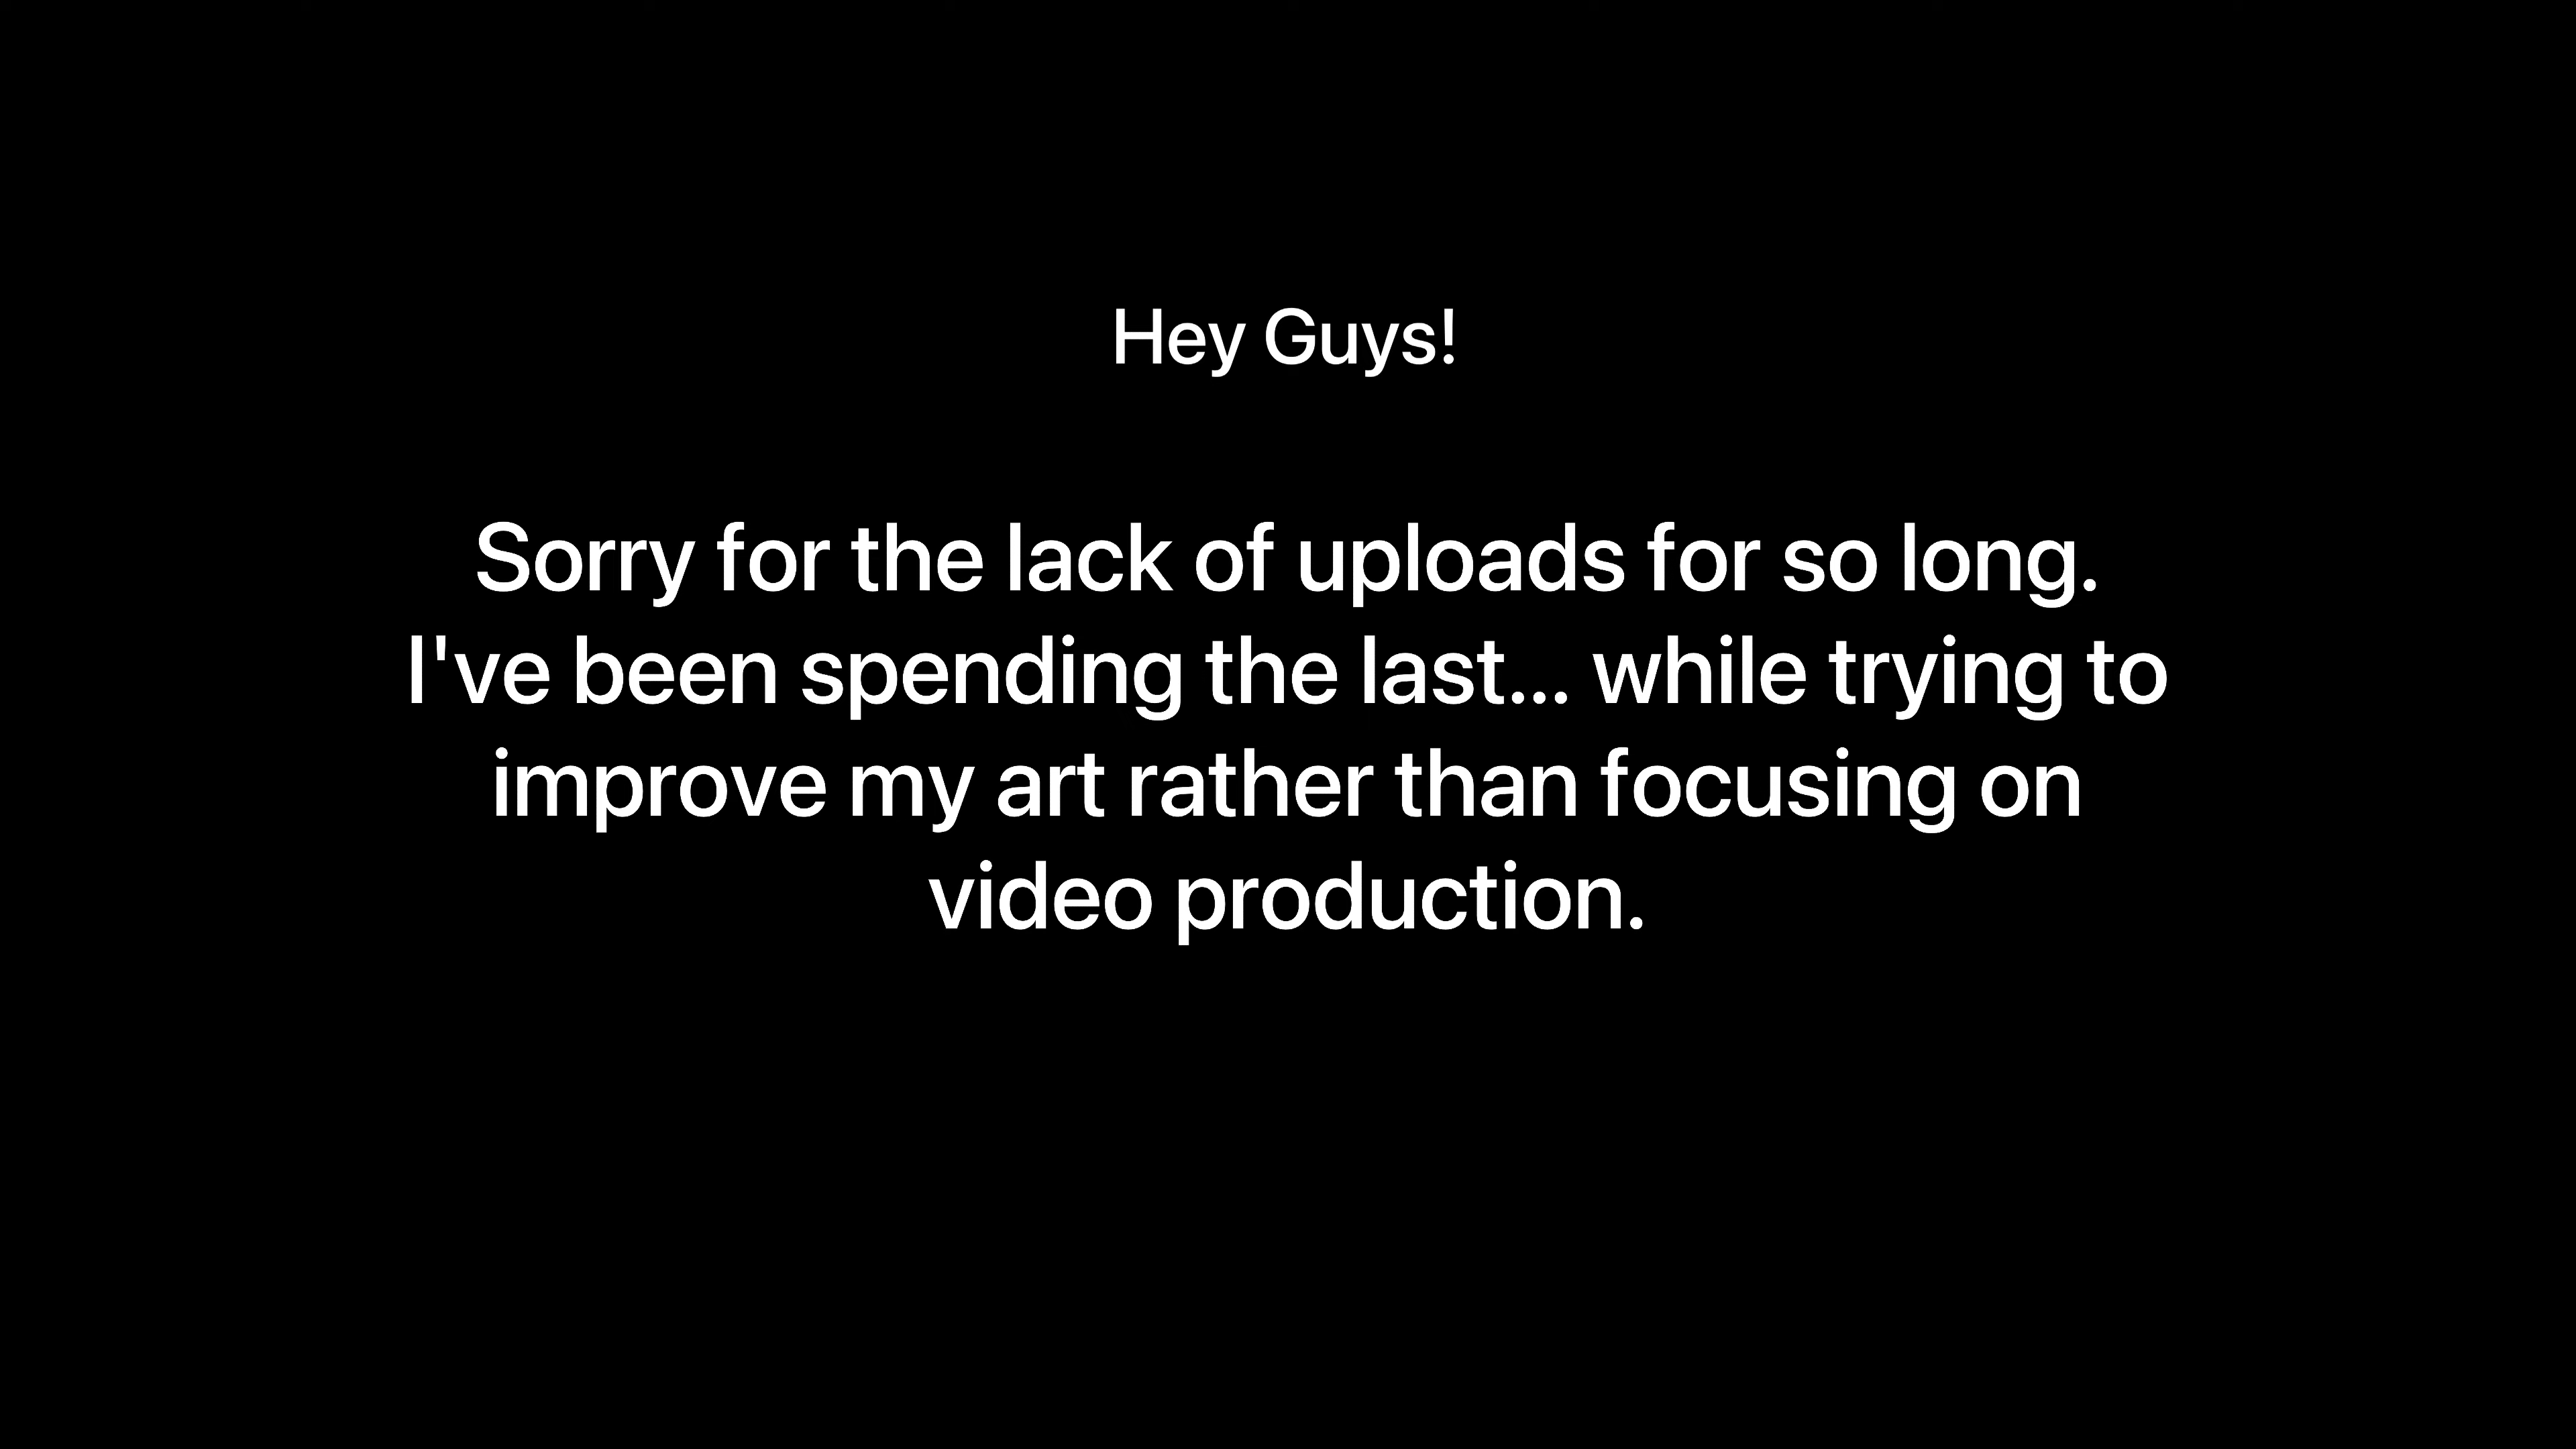 Hey Guys!
Sorry for the lack of uploads for so long.
I've been spending the last... while trying to
improve my art rather than focusing on
video production.